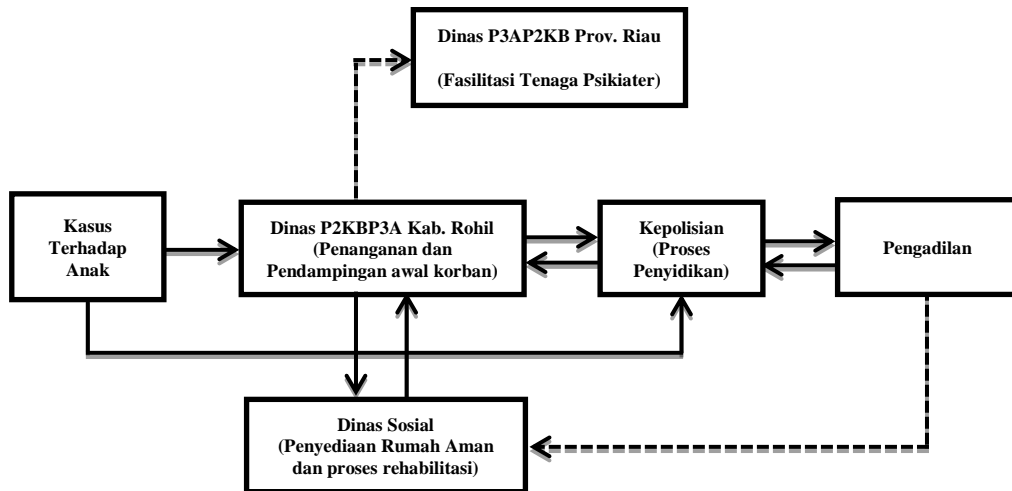 Dinas P3AP2KB Prov. Riau
(Fasilitasi Tenaga Psikiater)
Kasus
Terhadap
Anak
Dinas P2KBP3A Kab. Rohil
(Penanganan dan
Pendampingan awal korban)
Kepolisian
(Proses
Penyidikan)
Pengadilan
Dinas Sosial
(Penyediaan Rumah Aman
dan proses rehabilitasi)